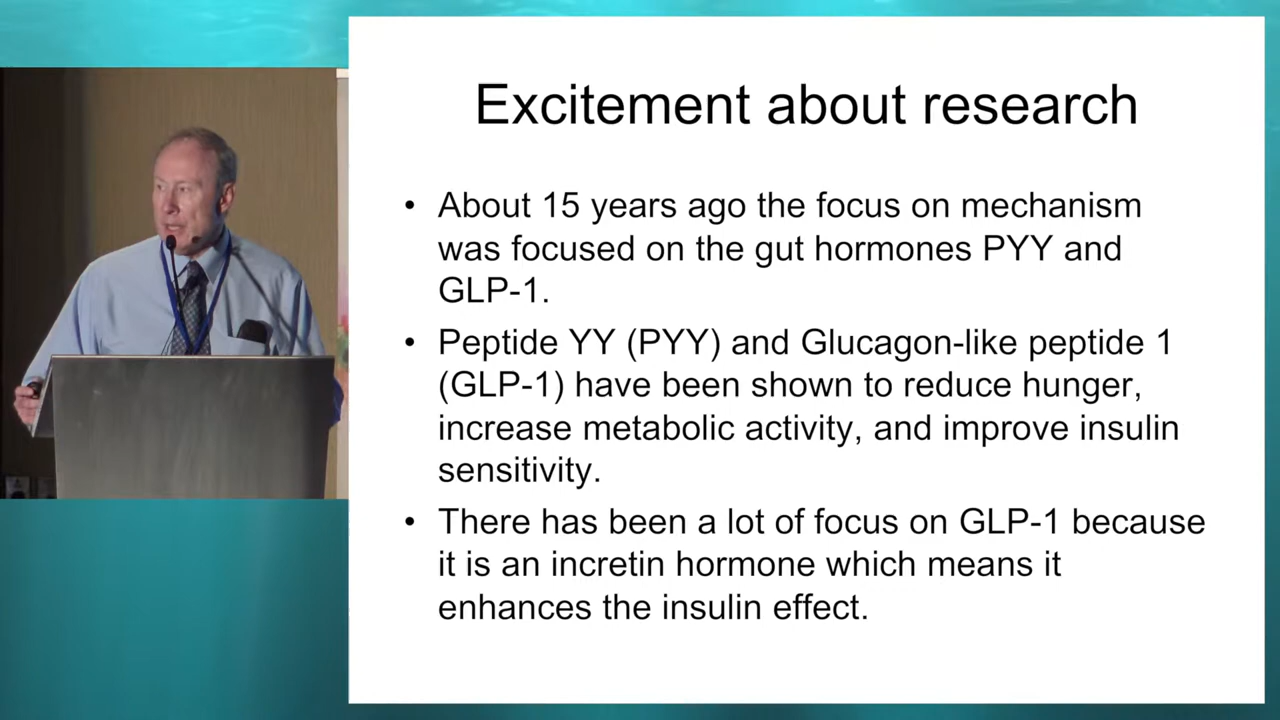 Excitement about research
• About 15 years ago the focus on mechanism
was focused on the gut hormones PYY and
GLP-1.
• Peptide YY (PYY) and Glucagon-like peptide 1
(GLP-1) have been shown to reduce hunger,
increase metabolic activity, and improve insulin
sensitivity.
• There has been a lot of focus on GLP-1 because
it is an incretin hormone which means it
enhances the insulin effect.